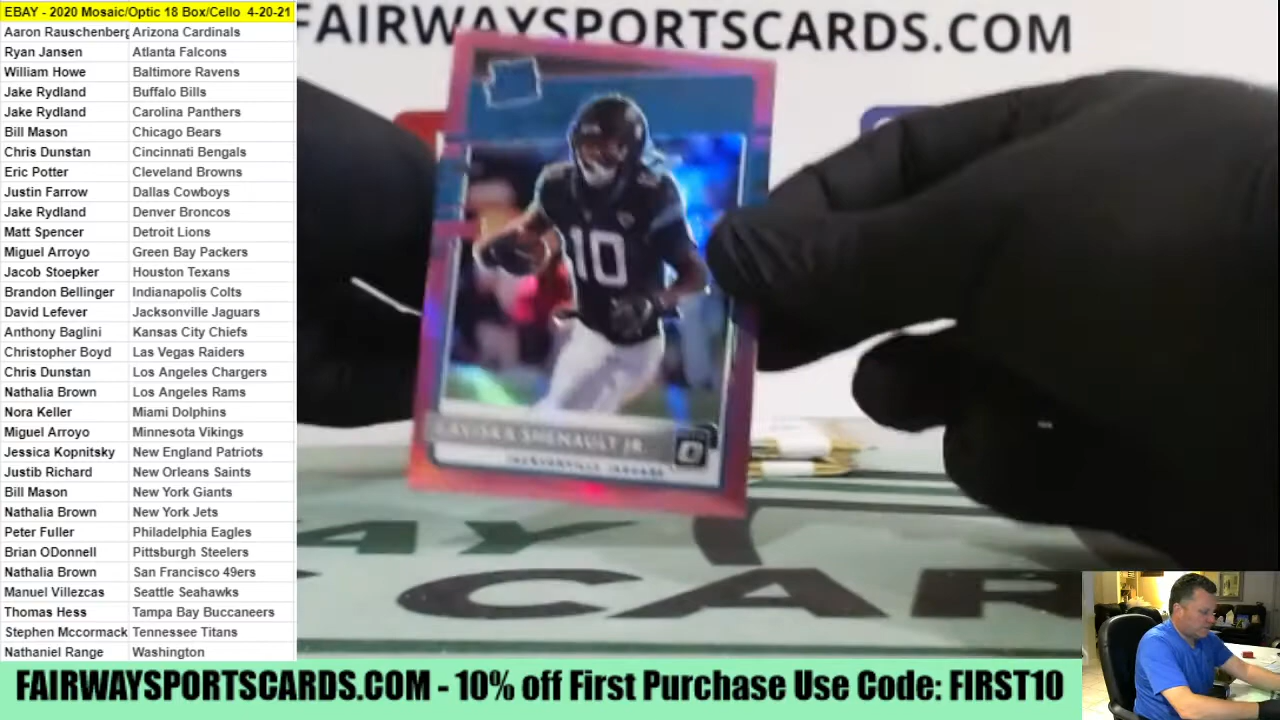 EBAY - 2020 Mosaic/Optic 18 Box/Cello 4-20-21
Aaron Rauschenberg Arizona Cardinals
Ryan Jansen Atlanta Falcons
William Howe Baltimore Ravens
Jake Rydland Buffalo Bills
Jake Rydland Carolina Panthers
Bill Mason Chicago Bears
Chris Dunstan Cincinnati Bengals
Eric Potter Cleveland Browns
Justin Farrow Dallas Cowboys
Jake Rydland Denver Broncos
Matt Spencer Detroit Lions
Miguel Arroyo Green Bay Packers
Jacob Stoepker Houston Texans
Brandon Bellinger Indianapolis Colts
David Lefever Jacksonville Jaguars
Anthony Baglini Kansas City Chiefs
Christopher Boyd Las Vegas Raiders
Chris Dunstan Los Angeles Chargers
Nathalia Brown Los Angeles Rams
Nora Keller Miami Dolphins
Miguel Arroyo Minnesota Vikings
Jessica Kopnitsky New England Patriots
Justib Richard New Orleans Saints
Bill Mason New York Giants
Nathalia Brown New York Jets
Peter Fuller Philadelphia Eagles
Brian ODonnell Pittsburgh Steelers
Nathalia Brown San Francisco 49ers
Manuel Villezcas Seattle Seahawks
Thomas Hess Tampa Bay Buccaneers
Stephen Mccormack Tennessee Titans
Nathaniel Range Washington
FAIRWAYSPORTSCARDS.COM
10
LAVISKA SHENAULT JR.
JACKSONVILLE JAGUARS
AY
CAR
FAIRWAYSPORTSCARDS.COM - 10% off First Purchase Use Code: FIRST10